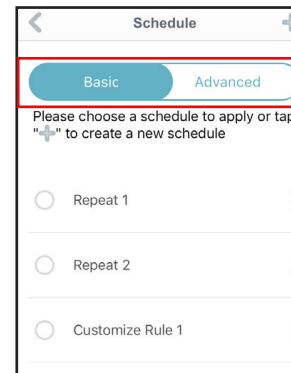 Schedule
Basic Advanced
Please choose a schedule to apply or tap
"+" to create a new schedule
Repeat 1
Repeat 2
Customize Rule 1